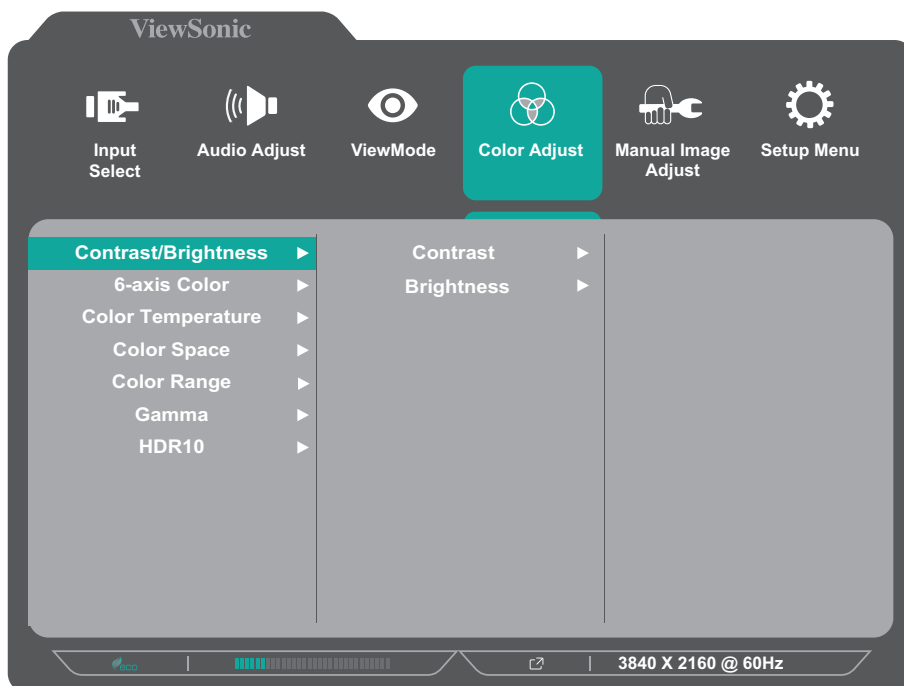 ViewSonic
Input
Select
Audio Adjust
ViewMode
Color Adjust
Manual Image
Adjust
Setup Menu
Contrast/Brightness
6-axis Color
Color Temperature
Color Space
Color Range
Gamma
HDR10
Contrast
Brightness
eco
3840 X 2160 @ 60Hz